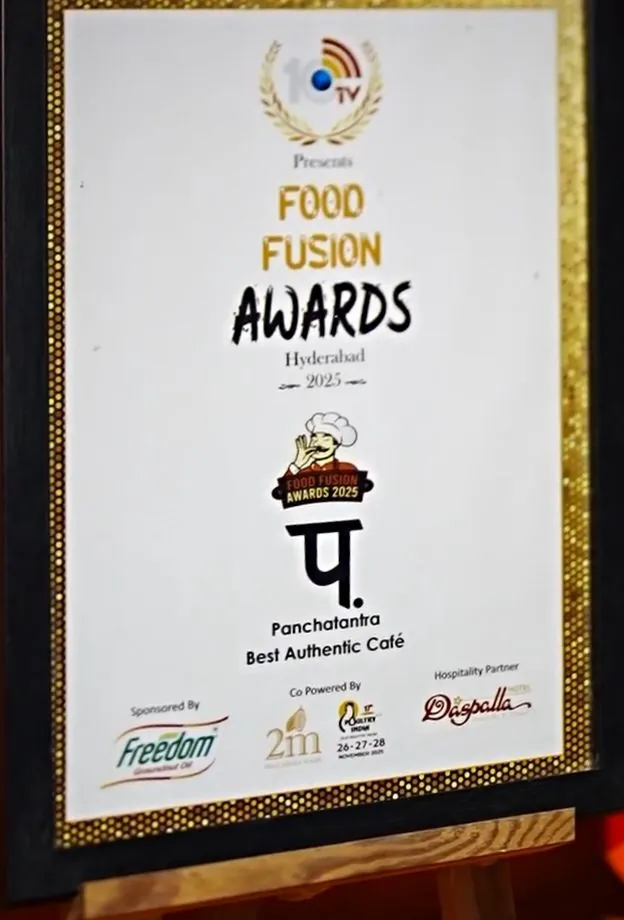 10TV
Presents
FOOD
FUSION
AWARDS
Hyderabad
2025
FOOD FUSION
AWARDS 2025
प.
Panchatantra
Best Authentic Café
Sponsored By
Freedom
Groundnut Oil
Co Powered By
2m
POULTRY
INDIA
26-27-28
NOVEMBER 2025
Hospitality Partner
Daspalla
HOTEL